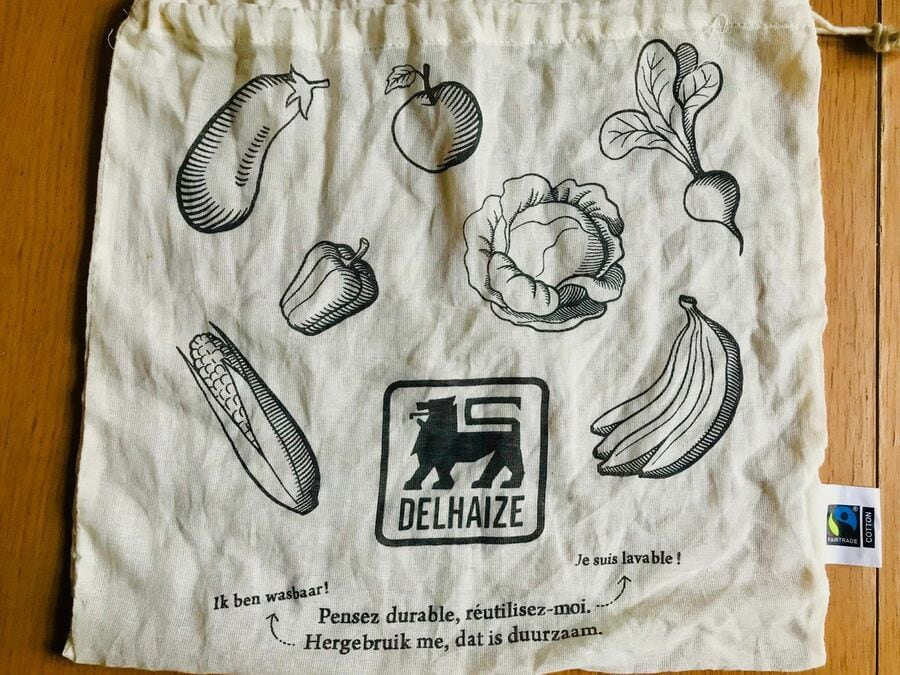 DELHAIZE
FAIRTRADE
COTTON
Je suis lavable !
Ik ben wasbaar!
Pensez durable, réutilisez-moi.
Hergebruik me, dat is duurzaam.